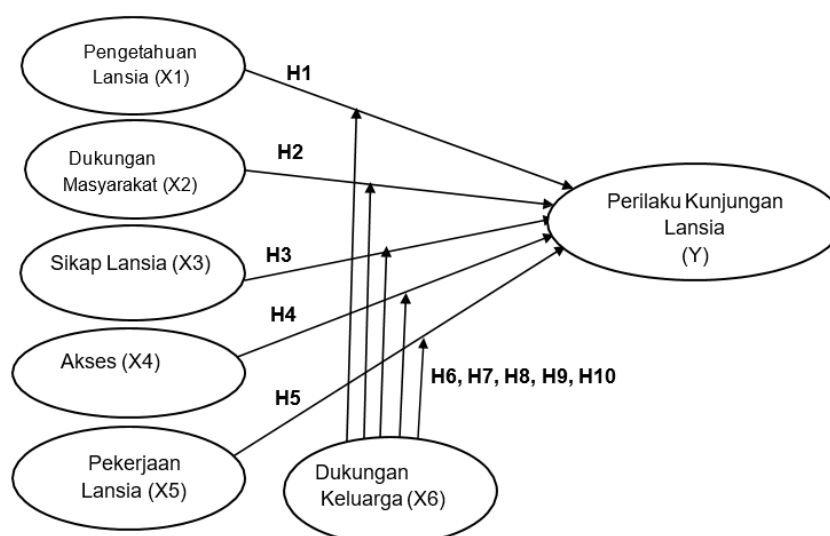 Pengetahuan
Lansia (X1)
H1
Dukungan
Masyarakat (X2)
H2
Perilaku Kunjungan
Lansia
(Y)
Sikap Lansia (X3)
H3
Akses (X4)
H4
H5
H6, H7, H8, H9, H10
Pekerjaan
Lansia (X5)
Dukungan
Keluarga (X6)